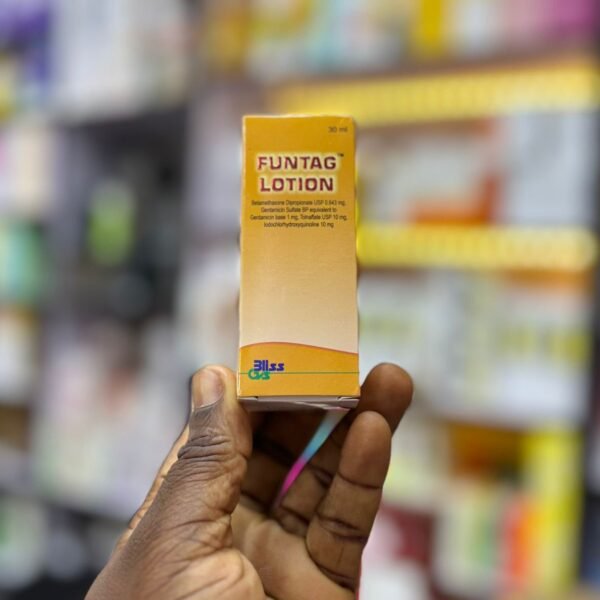 30 ml
FUNTAG™
LOTION
Betamethasone Dipropionate USP 0.643 mg,
Gentamicin Sulfate BP equivalent to
Gentamicin base 1 mg, Tolnaftate USP 10 mg,
Iodochlorhydroxyquinoline 10 mg
Bliss
GVS